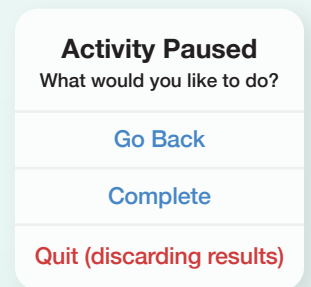 Activity Paused
What would you like to do?
Go Back
Complete
Quit (discarding results)